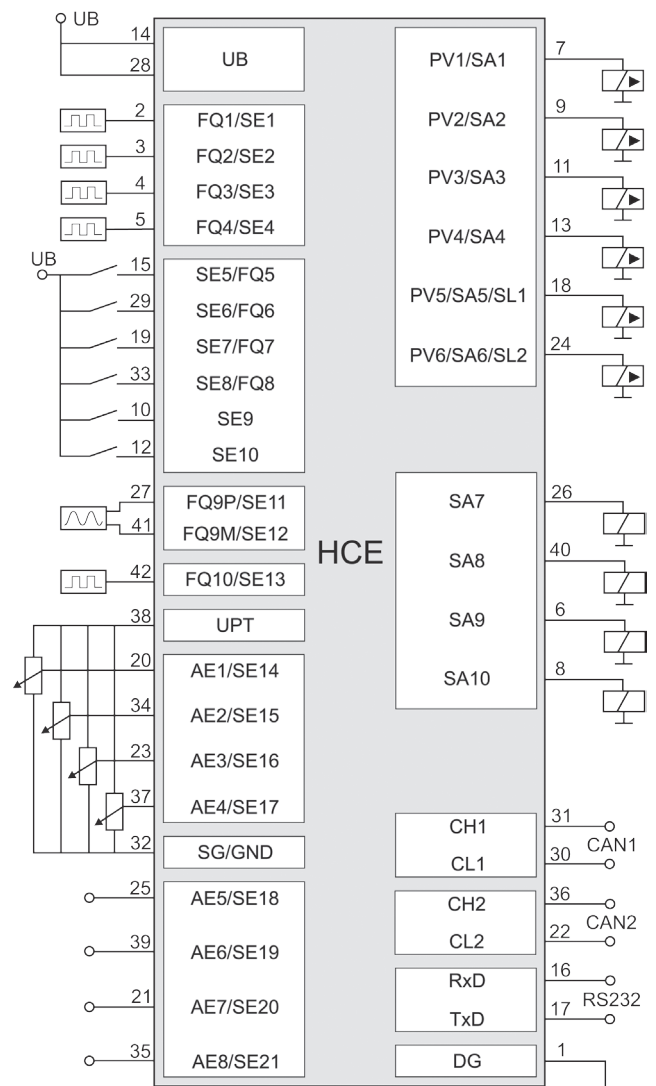 UB
14
28
UB
2
FQ1/SE1
3
FQ2/SE2
4
FQ3/SE3
5
FQ4/SE4
UB
15
SE5/FQ5
29
SE6/FQ6
19
SE7/FQ7
33
SE8/FQ8
10
SE9
12
SE10
27
FQ9P/SE11
41
FQ9M/SE12
42
FQ10/SE13
38
UPT
20
AE1/SE14
34
AE2/SE15
23
AE3/SE16
37
AE4/SE17
32
SG/GND
25
AE5/SE18
39
AE6/SE19
21
AE7/SE20
35
AE8/SE21
HCE
PV1/SA1
7
PV2/SA2
9
PV3/SA3
11
PV4/SA4
13
PV5/SA5/SL1
18
PV6/SA6/SL2
24
SA7
26
SA8
40
SA9
6
SA10
8
CH1
31
CAN1
CL1
30
CH2
36
CAN2
CL2
22
RxD
16
RS232
TxD
17
DG
1